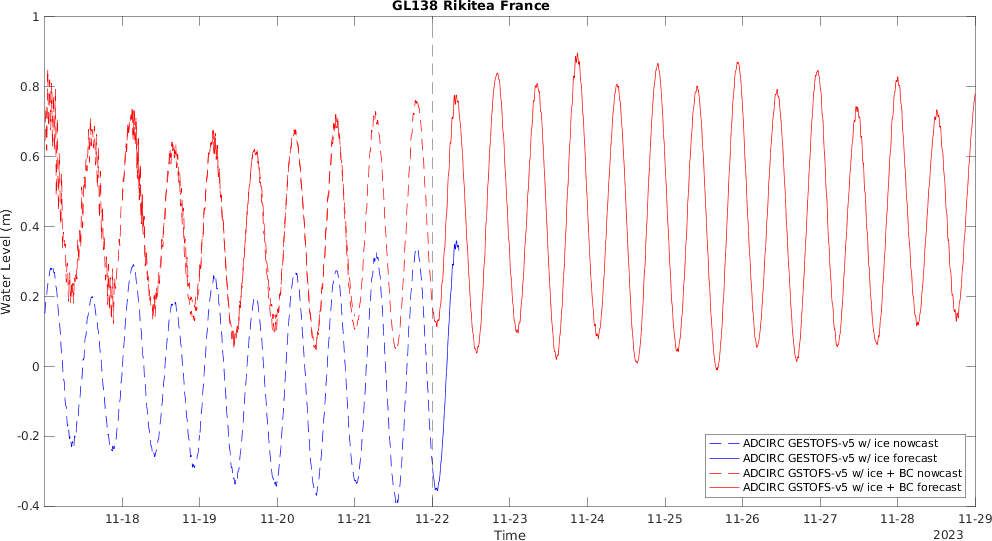 GL138 Rikitea France
1
0.8
0.6
0.4
0.2
0
-0.2
-0.4
Water Level (m)
ADCIRC GESTOFS-v5 w/ ice nowcast
ADCIRC GESTOFS-v5 w/ ice forecast
ADCIRC GSTOFS-v5 w/ ice + BC nowcast
ADCIRC GSTOFS-v5 w/ ice + BC forecast
11-18 11-19 11-20 11-21 11-22 11-23 11-24 11-25 11-26 11-27 11-28 11-29
Time
2023